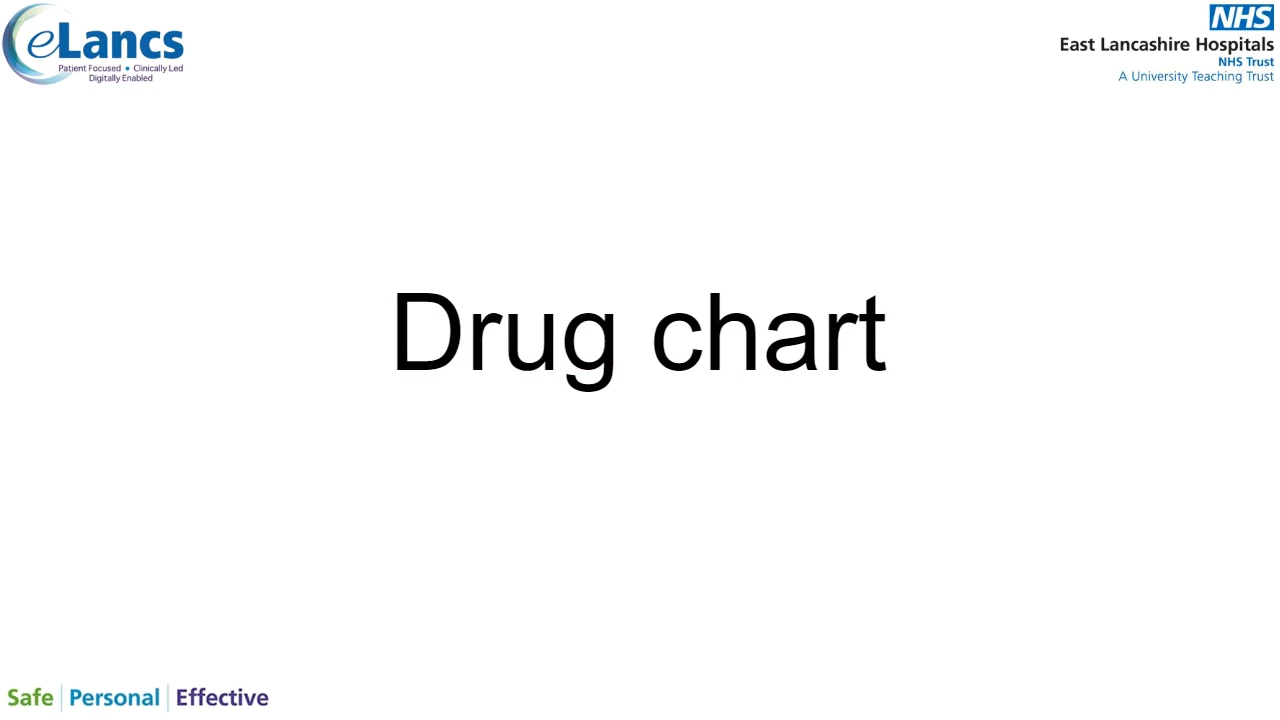 eLancs
Patient Focused • Clinically Led
Digitally Enabled
NHS
East Lancashire Hospitals
NHS Trust
A University Teaching Trust
Drug chart
Safe | Personal | Effective